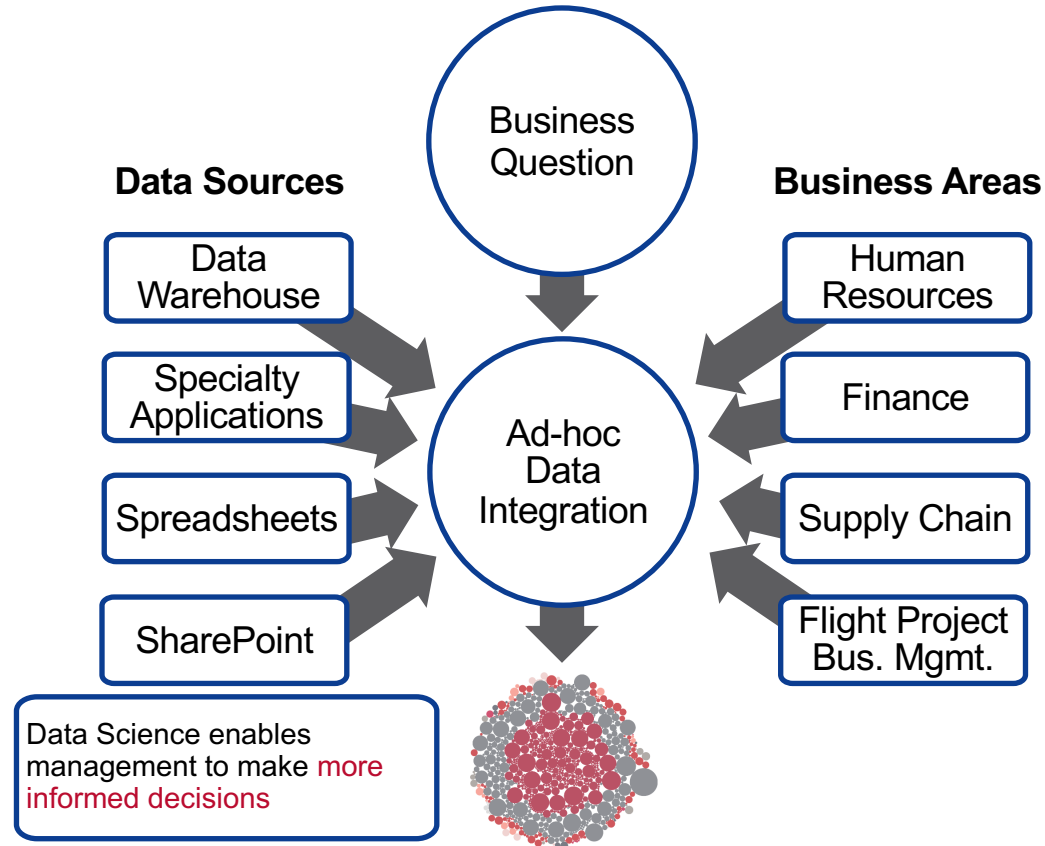 Business
Question
Data Sources
Business Areas
Data
Warehouse
Human
Resources
Specialty
Applications
Finance
Ad-hoc
Data
Integration
Spreadsheets
Supply Chain
SharePoint
Flight Project
Bus. Mgmt.
Data Science enables
management to make more
informed decisions